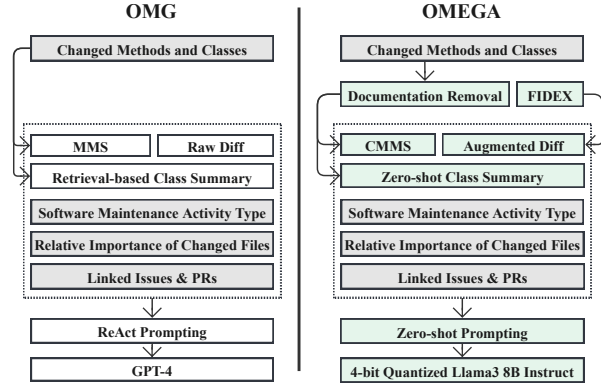 OMG
Changed Methods and Classes
MMS
Raw Diff
Retrieval-based Class Summary
Software Maintenance Activity Type
Relative Importance of Changed Files
Linked Issues & PRs
ReAct Prompting
GPT-4
OMEGA
Changed Methods and Classes
Documentation Removal
FIDEX
CMMS
Augmented Diff
Zero-shot Class Summary
Software Maintenance Activity Type
Relative Importance of Changed Files
Linked Issues & PRs
Zero-shot Prompting
4-bit Quantized Llama3 8B Instruct